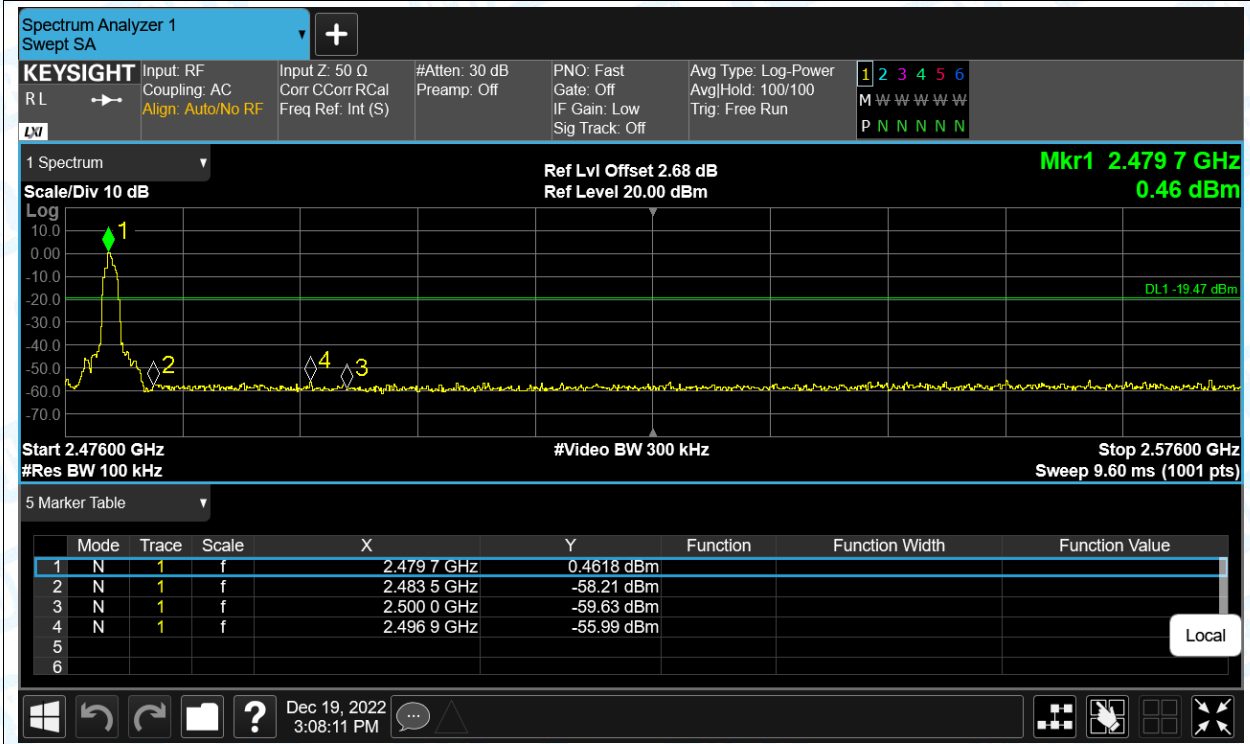 Spectrum Analyzer 1
Swept SA
KEYSIGHT
R L
LXI
Input: RF
Coupling: AC
Align: Auto/No RF
Input Z: 50 Ω
Corr CCorr RCal
Freq Ref: Int (S)
#Atten: 30 dB
Preamp: Off
PNO: Fast
Gate: Off
IF Gain: Low
Sig Track: Off
Avg Type: Log-Power
Avg|Hold: 100/100
Trig: Free Run
1 2 3 4 5 6
M W W W W W
P N N N N N
1 Spectrum
Scale/Div 10 dB
Ref Lvl Offset 2.68 dB
Ref Level 20.00 dBm
Mkr1 2.479 7 GHz
0.46 dBm
Log
10.0
0.00
-10.0
-20.0
-30.0
-40.0
-50.0
-60.0
-70.0
1
2
4
3
DL1 -19.47 dBm
Start 2.47600 GHz
#Video BW 300 kHz
Stop 2.57600 GHz
#Res BW 100 kHz
Sweep 9.60 ms (1001 pts)
5 Marker Table
Mode Trace Scale X Y Function Function Width Function Value
1 N 1 f 2.479 7 GHz 0.4618 dBm
2 N 1 f 2.483 5 GHz -58.21 dBm
3 N 1 f 2.500 0 GHz -59.63 dBm
4 N 1 f 2.496 9 GHz -55.99 dBm
5
6
Local
?
Dec 19, 2022
3:08:11 PM